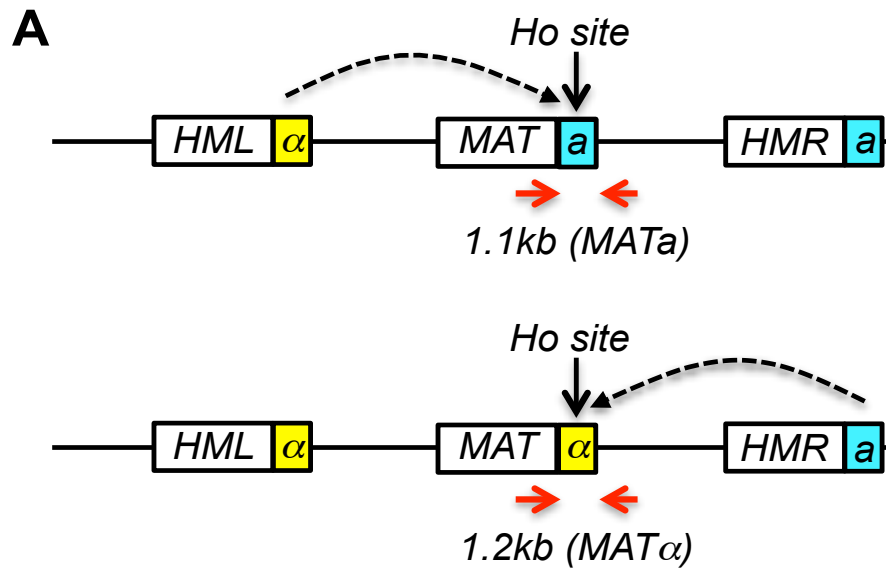 A
Ho site
HML α MAT a HMR a
1.1kb (MATa)
Ho site
HML α MAT α HMR a
1.2kb (MATα)